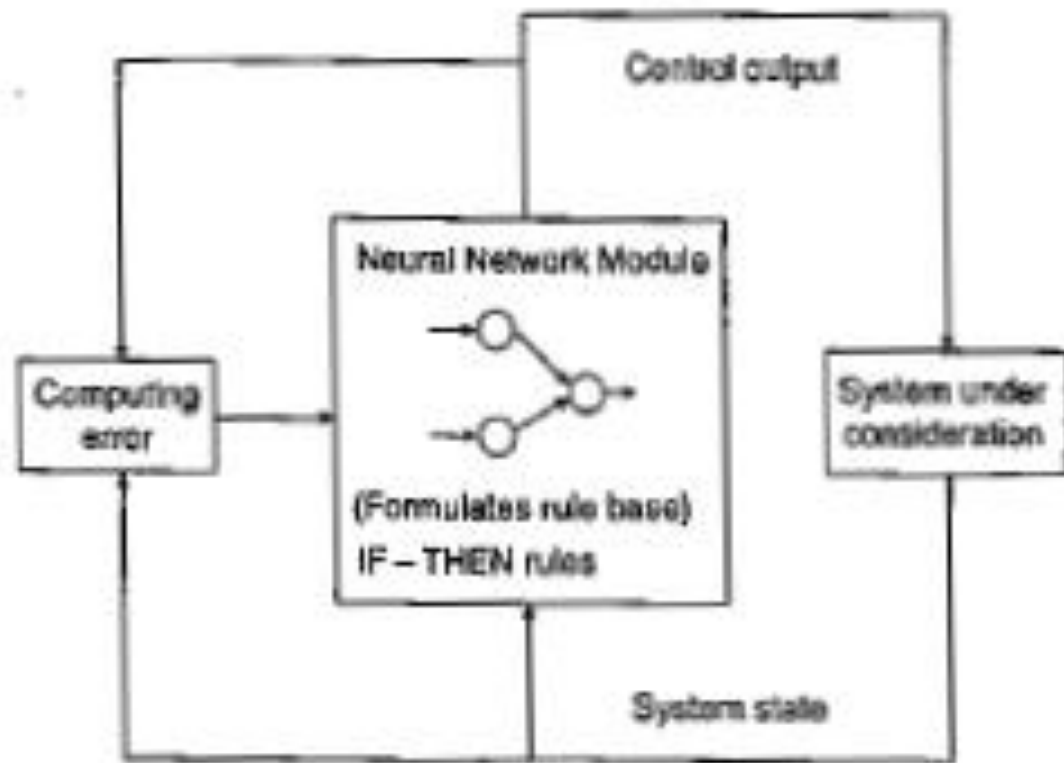 Control output
Neural Network Module
Computing
error
System under
consideration
(Formulates rule base)
IF – THEN rules
System state